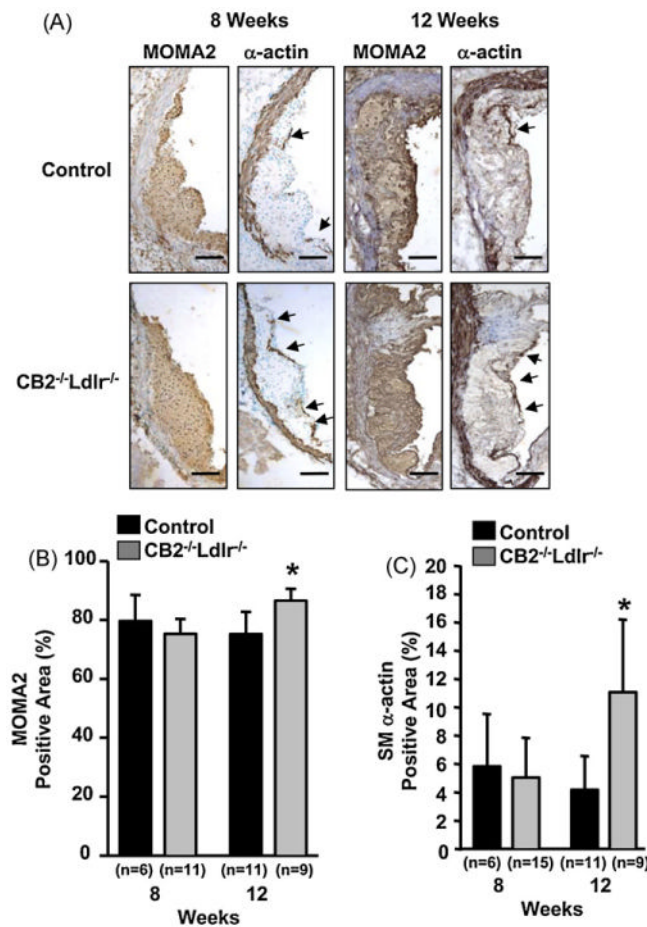 (A)
8 Weeks 12 Weeks
MOMA2 α-actin MOMA2 α-actin
Control
CB2-/-Ldlr-/-
(B)
Control
CB2-/-Ldlr-/-
MOMA2
Positive Area (%)
100
80
60
40
20
0
*
(n=6) (n=11) (n=11) (n=9)
8 12
Weeks
(C)
Control
CB2-/-Ldlr-/-
SM α-actin
Positive Area (%)
20
18
16
14
12
10
8
6
4
2
0
*
(n=6) (n=15) (n=11) (n=9)
8 12
Weeks